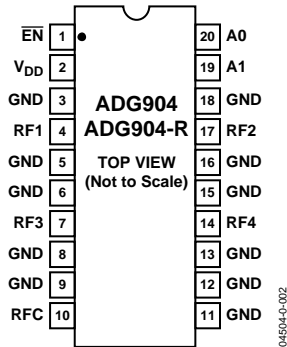 EN 1 20 A0
VDD 2 19 A1
GND 3 18 GND
ADG904
RF1 4 17 RF2
ADG904-R
GND 5 16 GND
TOP VIEW
(Not to Scale)
GND 6 15 GND
RF3 7 14 RF4
GND 8 13 GND
GND 9 12 GND
RFC 10 11 GND
04504-0-002